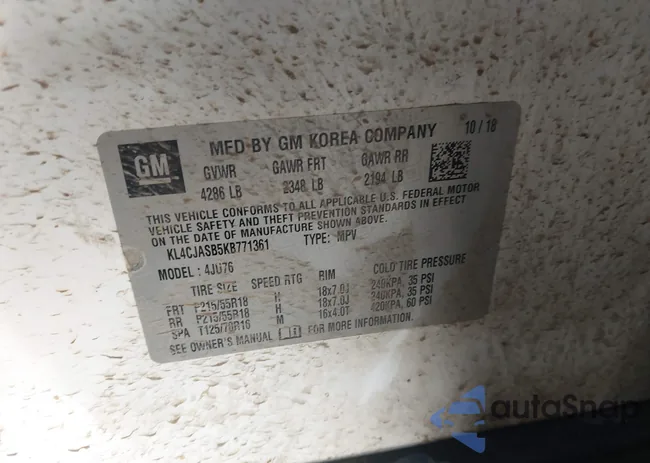 GM
MFD BY GM KOREA COMPANY 10 / 18
GVWR GAWR FRT GAWR RR
4286 LB 2348 LB 2194 LB
THIS VEHICLE CONFORMS TO ALL APPLICABLE U.S. FEDERAL MOTOR
VEHICLE SAFETY AND THEFT PREVENTION STANDARDS IN EFFECT
ON THE DATE OF MANUFACTURE SHOWN ABOVE.
KL4CJASB5KB771361 TYPE: MPV
MODEL : 4JU76
TIRE SIZE SPEED RTG RIM COLD TIRE PRESSURE
FRT P215/55R18 H 18x7.0J 240KPA, 35 PSI
RR P215/55R18 H 18x7.0J 240KPA, 35 PSI
SPA T125/70R16 M 16x4.0T 420KPA, 60 PSI
SEE OWNER'S MANUAL FOR MORE INFORMATION.
autoSnap